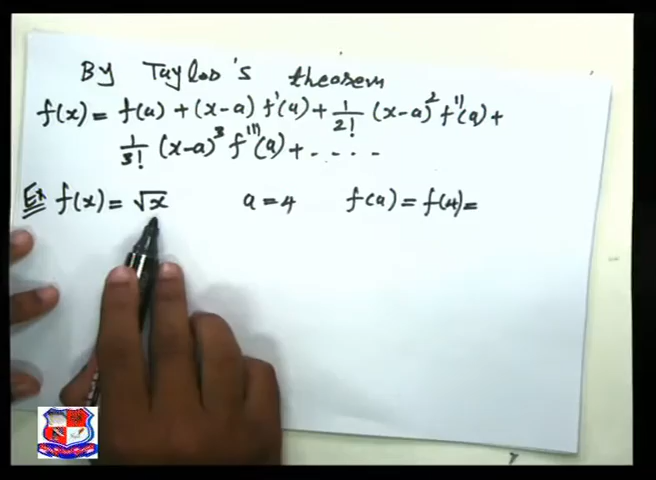 By Taylor's theorem
f(x) = f(a) + (x-a) f'(a) + 1/2! (x-a)² f''(a) +
1/3! (x-a)³ f'''(a) + . . . .
Ex f(x) = √x a = 4 f(a) = f(4) =